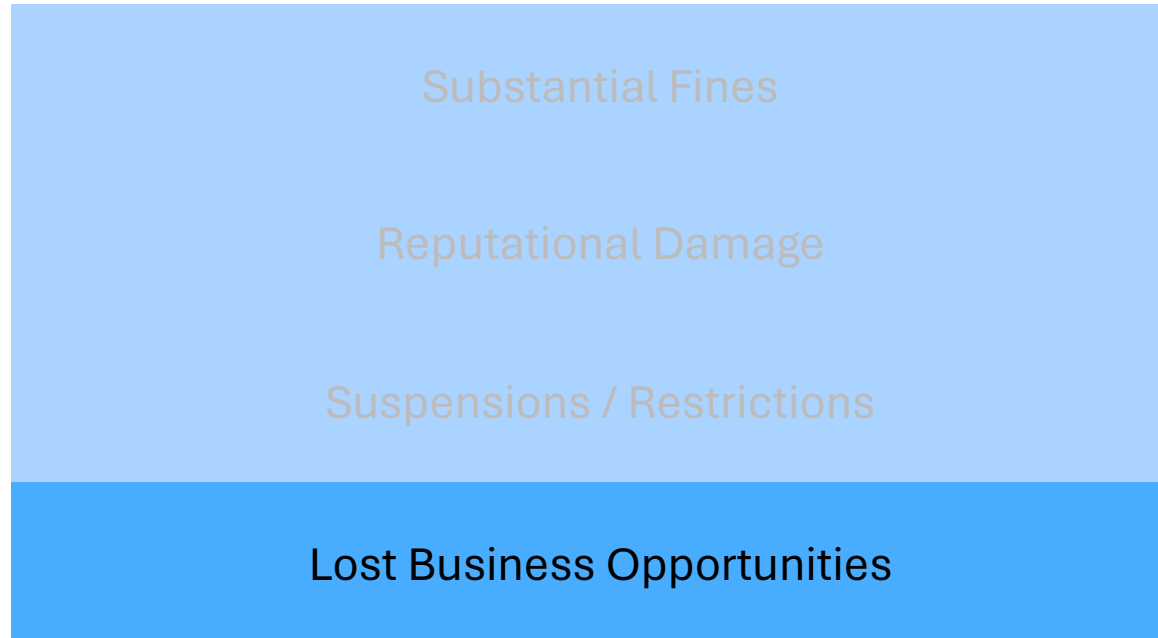 Substantial Fines
Reputational Damage
Suspensions / Restrictions
Lost Business Opportunities